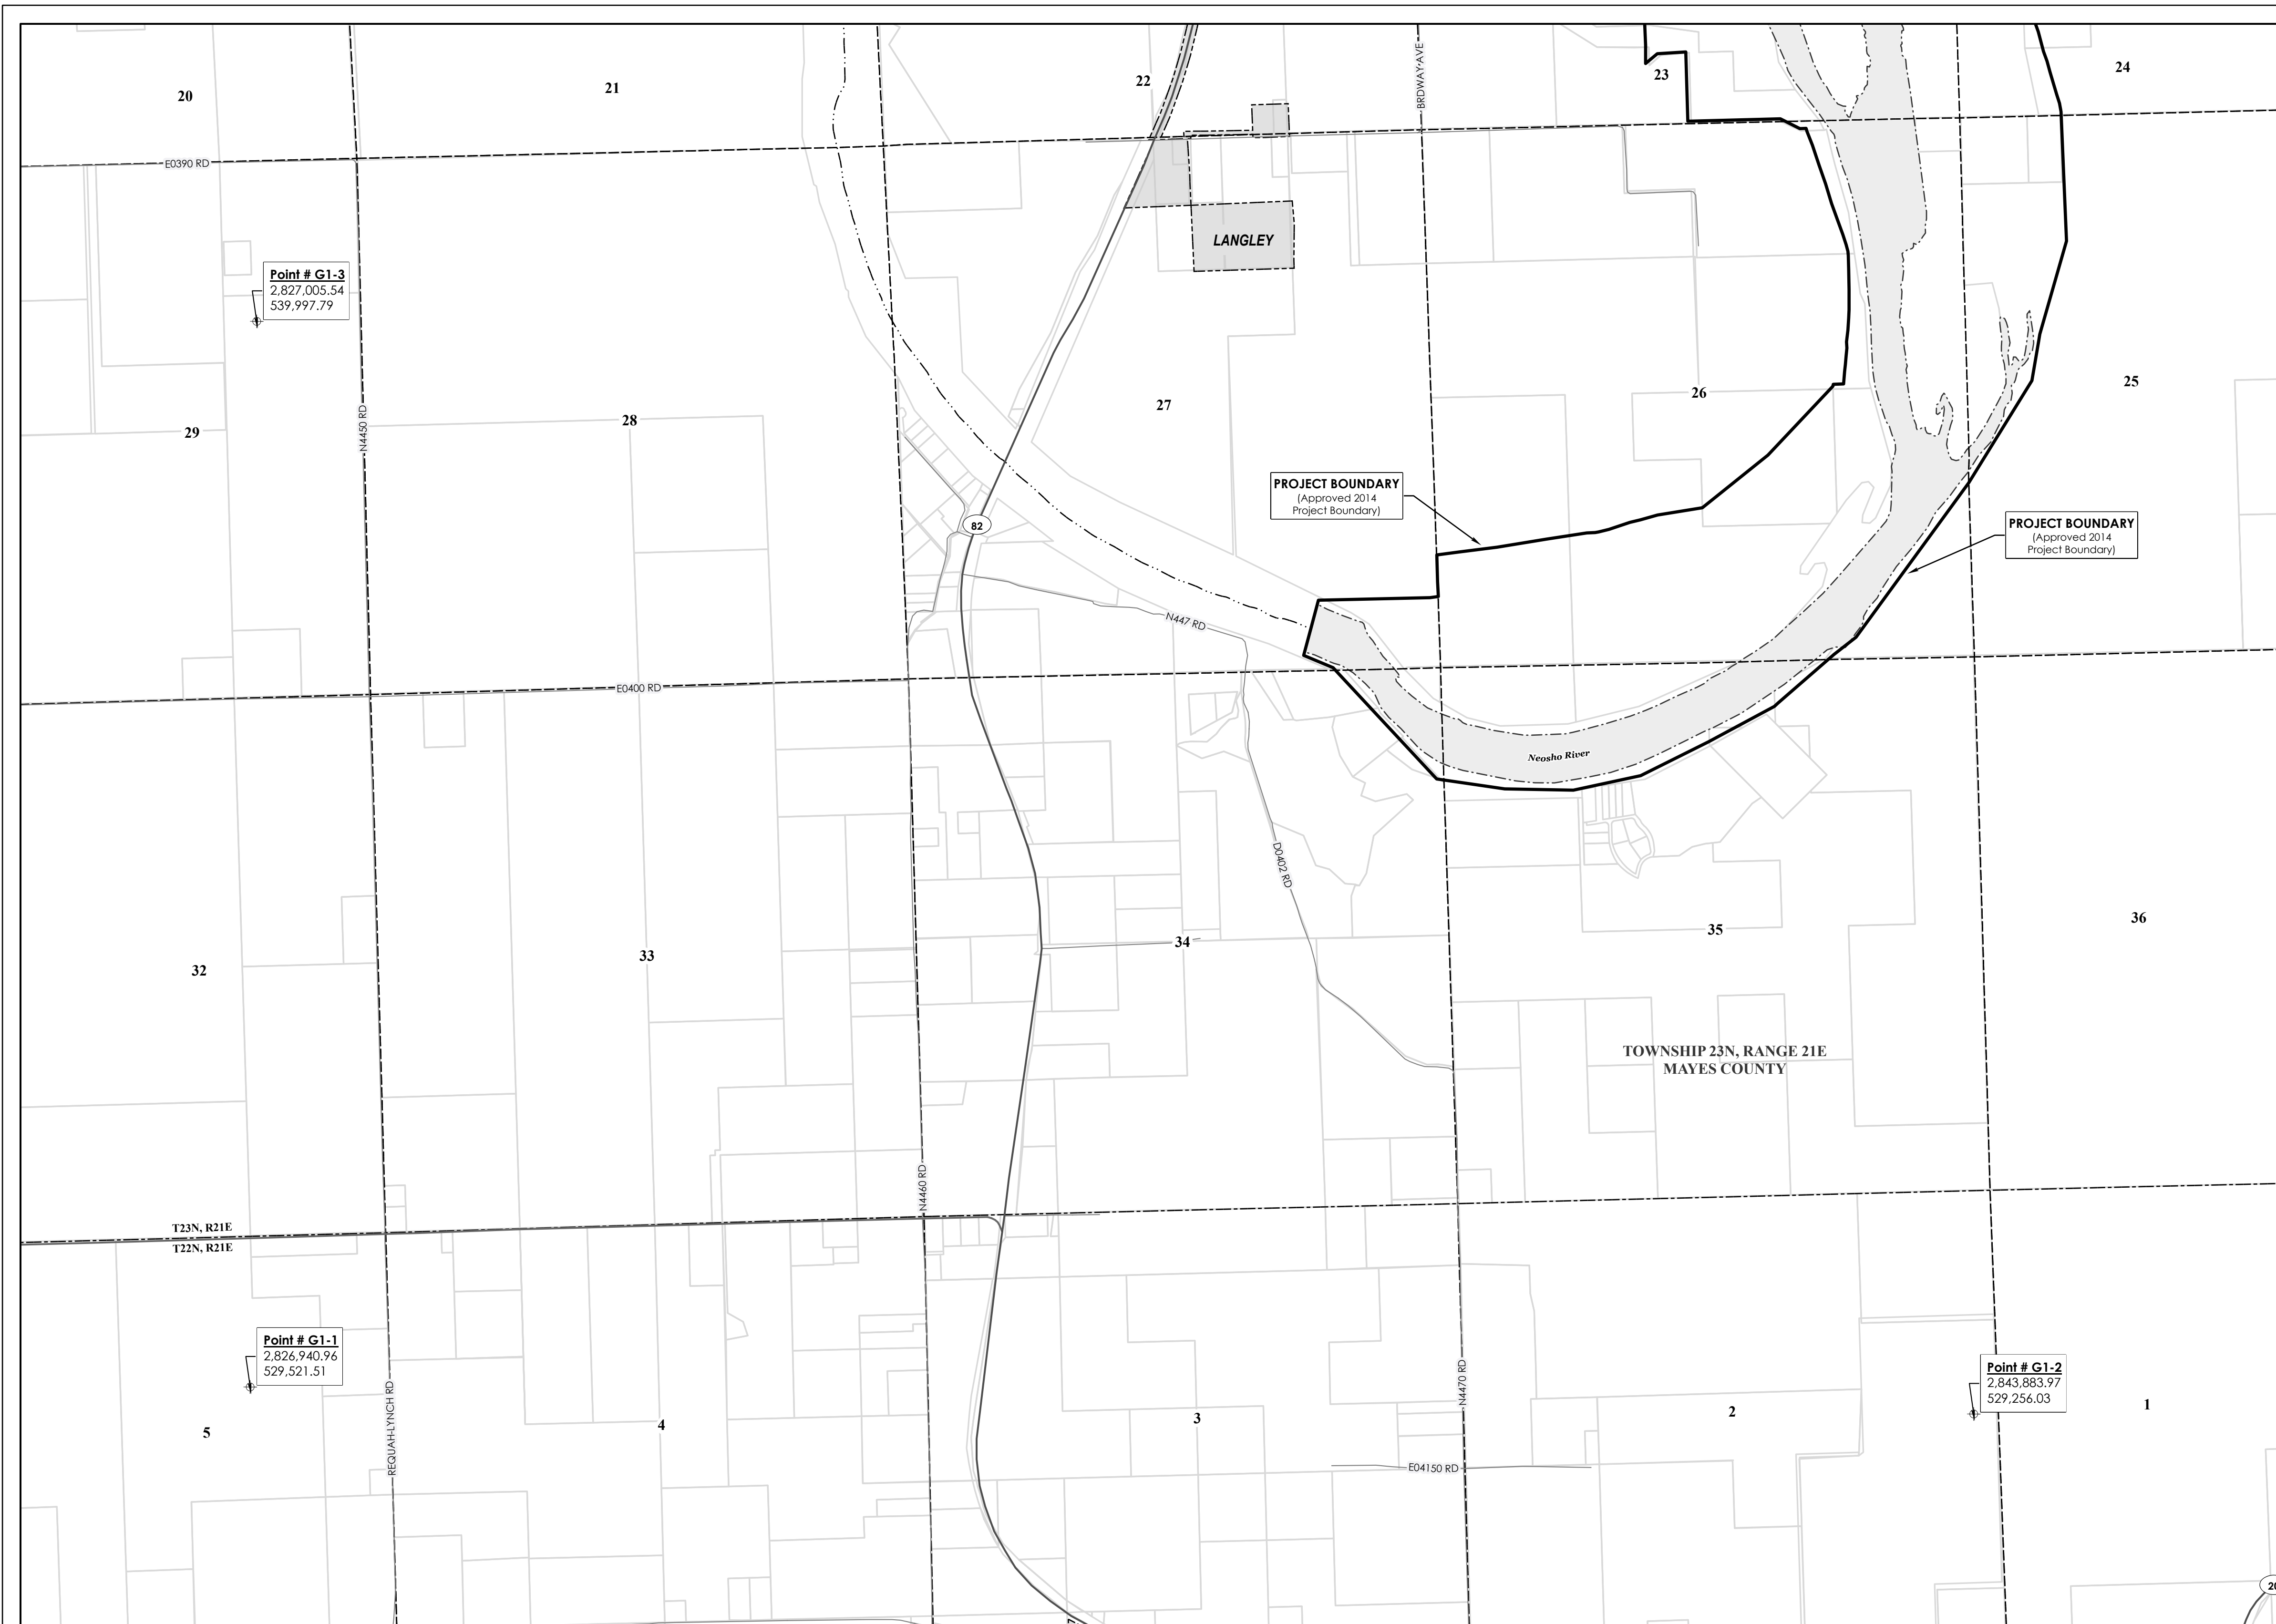 20
21
22
23
24
BRDWAY AVE
E0390 RD
LANGLEY
Point # G1-3
2,827,005.54
539,997.79
29
N4450 RD
28
27
26
25
PROJECT BOUNDARY
(Approved 2014
Project Boundary)
82
PROJECT BOUNDARY
(Approved 2014
Project Boundary)
N447 RD
E0400 RD
Neosho River
D0402 RD
32
33
34
35
36
TOWNSHIP 23N, RANGE 21E
MAYES COUNTY
N4460 RD
T23N, R21E
T22N, R21E
Point # G1-1
2,826,940.96
529,521.51
REQUAH-LYNCH RD
N4470 RD
Point # G1-2
2,843,883.97
529,256.03
5
4
3
2
1
E04150 RD